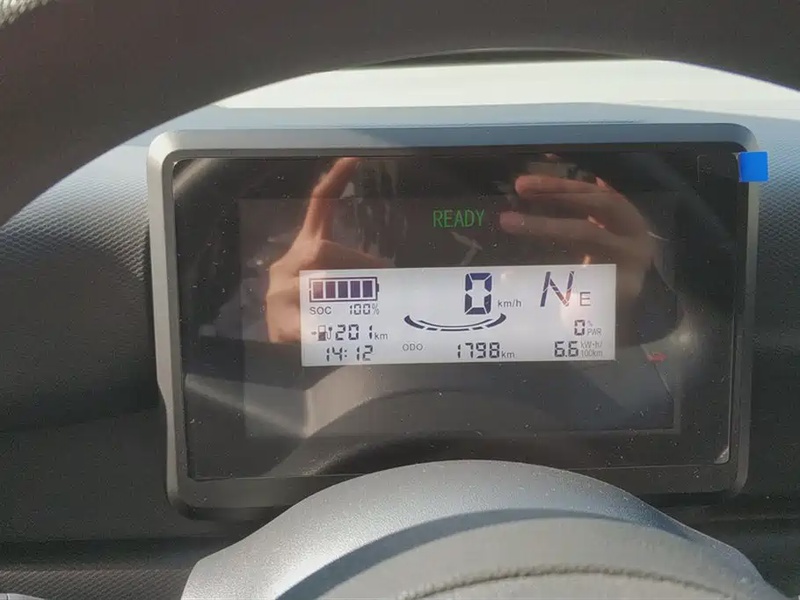 READY
0 km/h
N E
SOC 100%
201 km
0 % PAR
14:12
ODO 1798 km
6.6 kW·h/100km